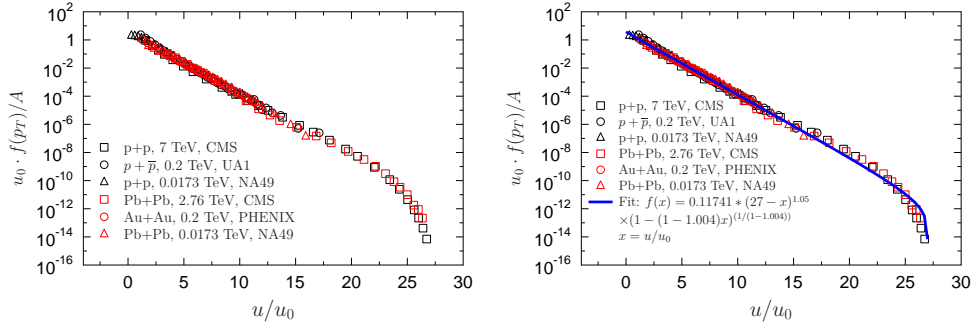 1
10^-2
10^-4
10^-6
10^-8
10^-10
10^-12
10^-14
10^-16
u_0 · f(p_T)/A
p+p, 7 TeV, CMS
p + p̅, 0.2 TeV, UA1
p+p, 0.0173 TeV, NA49
Pb+Pb, 2.76 TeV, CMS
Au+Au, 0.2 TeV, PHENIX
Pb+Pb, 0.0173 TeV, NA49
0 5 10 15 20 25 30
u/u_0
1
10^-2
10^-4
10^-6
10^-8
10^-10
10^-12
10^-14
10^-16
u_0 · f(p_T)/A
p+p, 7 TeV, CMS
p + p̅, 0.2 TeV, UA1
p+p, 0.0173 TeV, NA49
Pb+Pb, 2.76 TeV, CMS
Au+Au, 0.2 TeV, PHENIX
Pb+Pb, 0.0173 TeV, NA49
Fit: f(x) = 0.11741 * (27 − x)^1.05
×(1 − (1 − 1.004)x)^(1/(1−1.004))
x = u/u_0
0 5 10 15 20 25 30
u/u_0